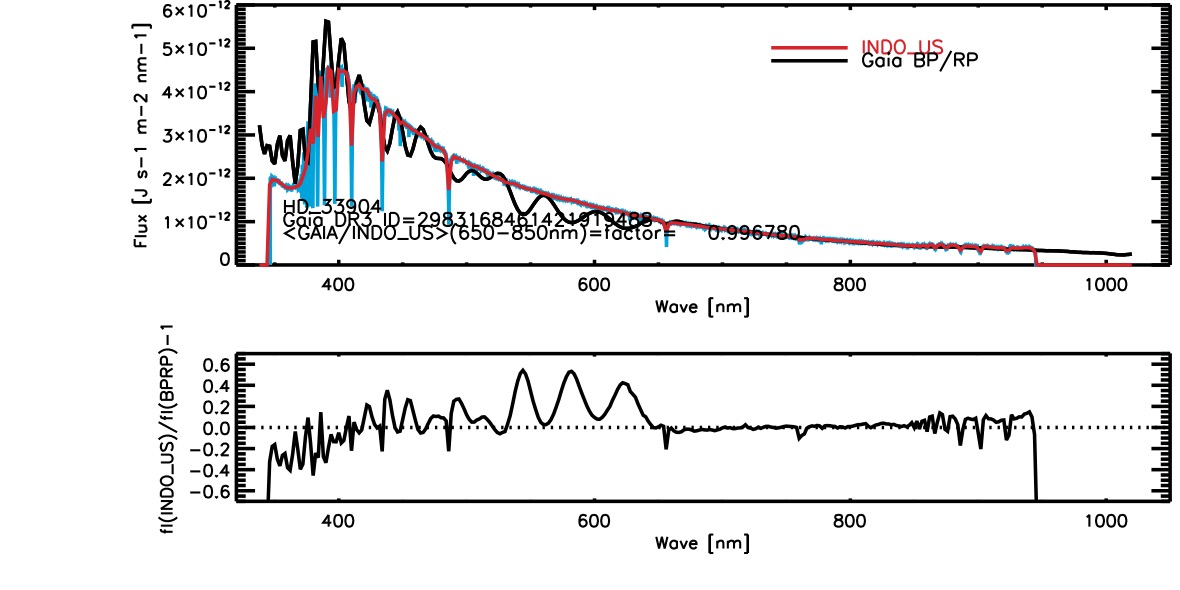 6×10⁻¹²
5×10⁻¹²
4×10⁻¹²
3×10⁻¹²
2×10⁻¹²
1×10⁻¹²
0
Flux [J s−1 m−2 nm−1]
INDO_US
Gaia BP/RP
HD_33904
Gaia DR3 ID=2983168461421919488
<GAIA/INDO_US>(650−850nm)=factor= 0.996780
400 600 800 1000
Wave [nm]
fl(INDO_US)/fl(BPRP)−1
0.6
0.4
0.2
0.0
−0.2
−0.4
−0.6
400 600 800 1000
Wave [nm]